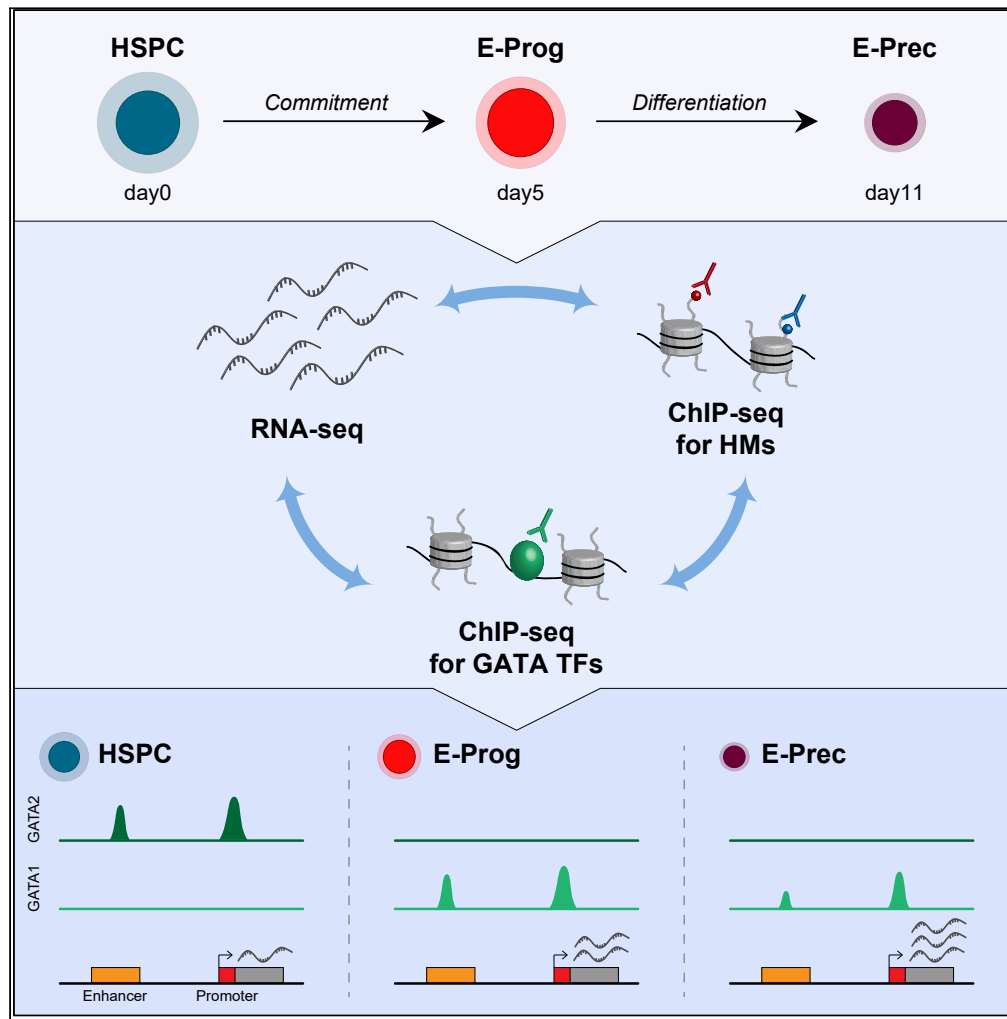 HSPC
E-Prog
E-Prec
Commitment
Differentiation
day0
day5
day11
RNA-seq
ChIP-seq
for HMs
ChIP-seq
for GATA TFs
HSPC
E-Prog
E-Prec
GATA2
GATA1
Enhancer
Promoter